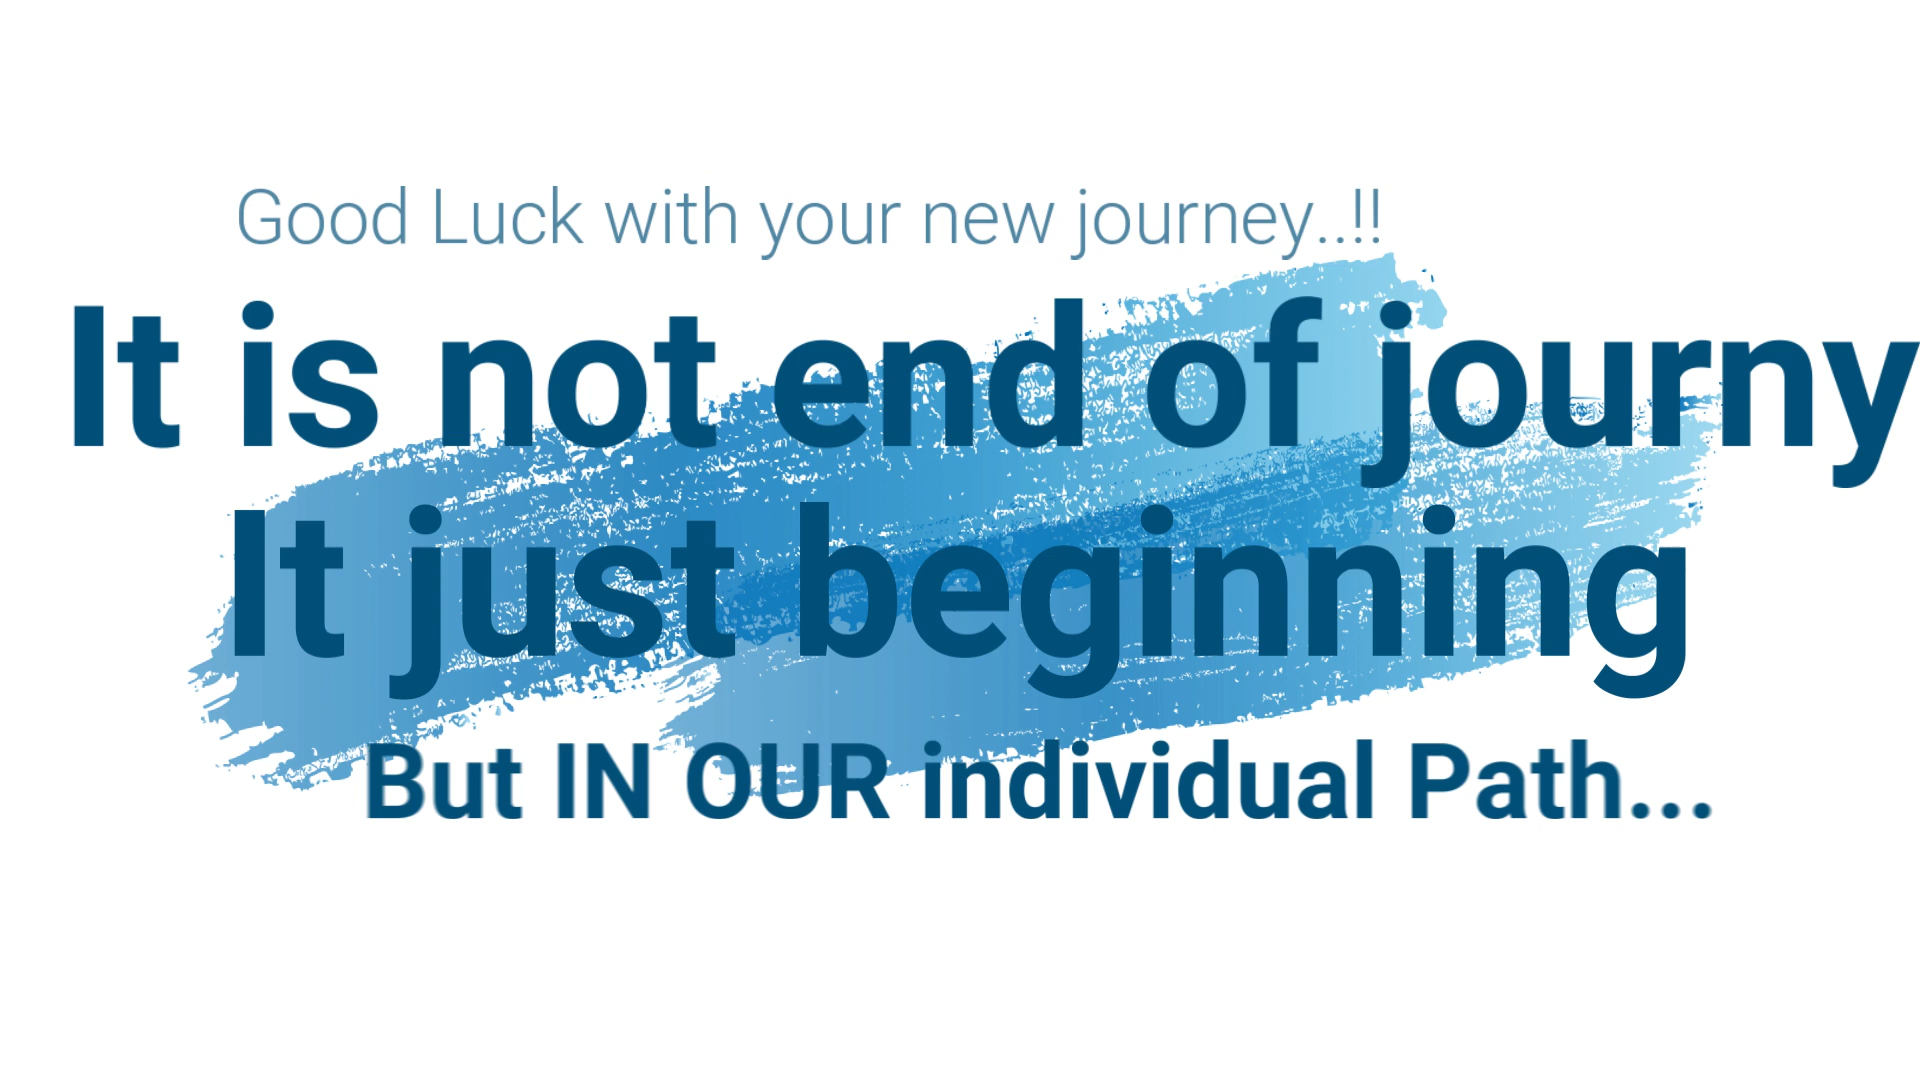 Good Luck with your new journey..!!
It is not end of journy
It just beginning
But IN OUR individual Path...